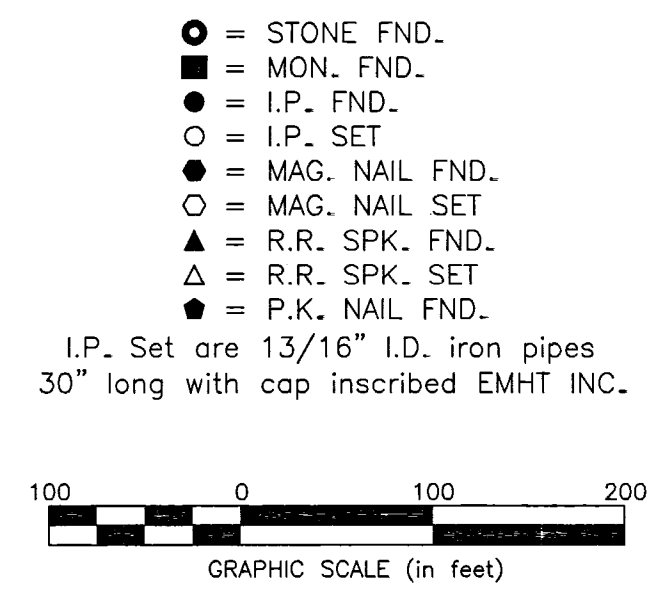 = STONE FND.
= MON. FND.
= I.P. FND.
= I.P. SET
= MAG. NAIL FND.
= MAG. NAIL SET
= R.R. SPK. FND.
= R.R. SPK. SET
= P.K. NAIL FND.
I.P. Set are 13/16” I.D. iron pipes
30” long with cap inscribed EMHT INC.
100 0 100 200
GRAPHIC SCALE (in feet)